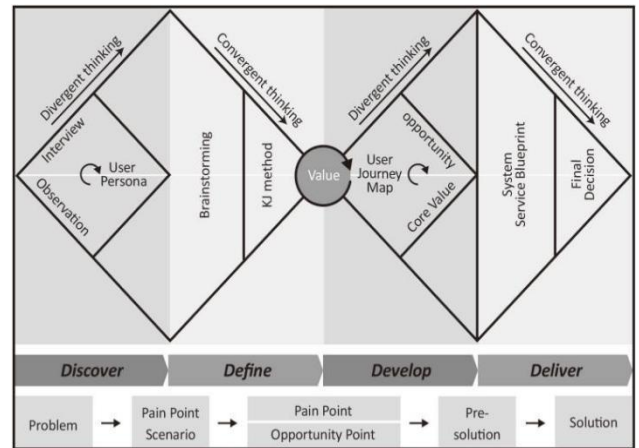 Divergent thinking
Convergent thinking
Divergent thinking
Convergent thinking
Interview
Observation
User
Persona
Brainstorming
KJ method
Value
User
Journey
Map
opportunity
Core Value
System
Service Blueprint
Final
Decision
Discover
Define
Develop
Deliver
Problem
Pain Point
Scenario
Pain Point
Opportunity Point
Pre-
solution
Solution